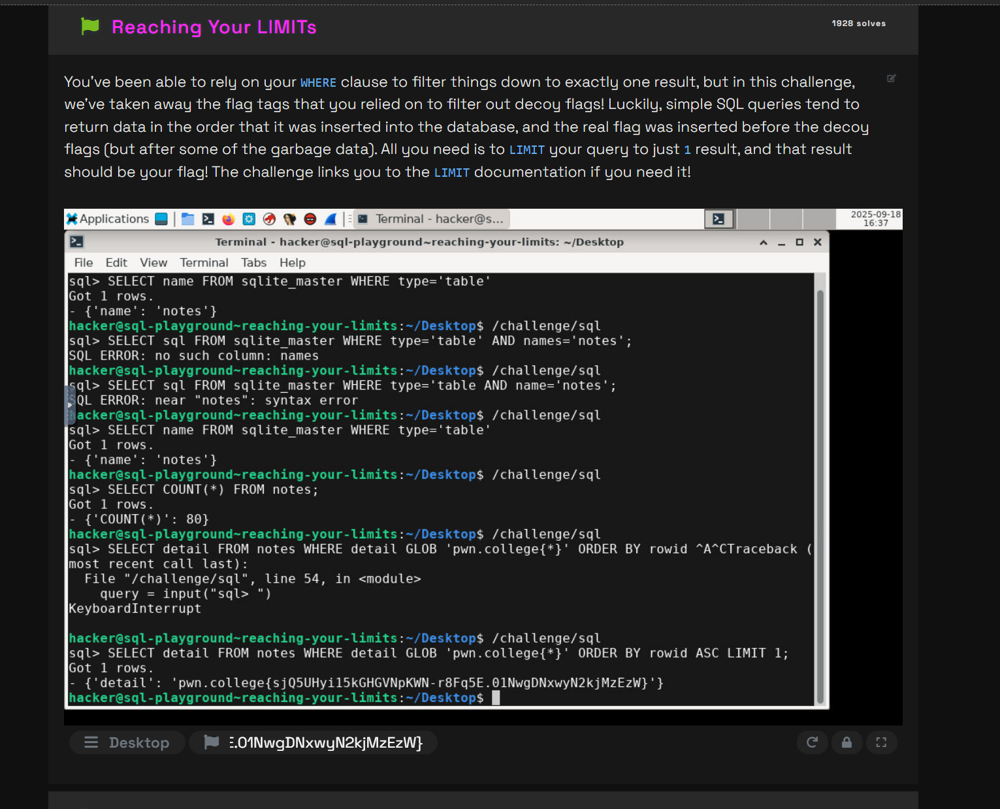 Reaching Your LIMITs
1928 solves
You've been able to rely on your WHERE clause to filter things down to exactly one result, but in this challenge,
we've taken away the flag tags that you relied on to filter out decoy flags! Luckily, simple SQL queries tend to
return data in the order that it was inserted into the database, and the real flag was inserted before the decoy
flags (but after some of the garbage data). All you need is to LIMIT your query to just 1 result, and that result
should be your flag! The challenge links you to the LIMIT documentation if you need it!
Applications
Terminal - hacker@s...
2025-09-18
16:37
Terminal - hacker@sql-playground~reaching-your-limits: ~/Desktop
File Edit View Terminal Tabs Help
sql> SELECT name FROM sqlite_master WHERE type='table'
Got 1 rows.
- {'name': 'notes'}
hacker@sql-playground~reaching-your-limits:~/Desktop$ /challenge/sql
sql> SELECT sql FROM sqlite_master WHERE type='table' AND names='notes';
SQL ERROR: no such column: names
hacker@sql-playground~reaching-your-limits:~/Desktop$ /challenge/sql
sql> SELECT sql FROM sqlite_master WHERE type='table AND name='notes';
SQL ERROR: near "notes": syntax error
hacker@sql-playground~reaching-your-limits:~/Desktop$ /challenge/sql
sql> SELECT name FROM sqlite_master WHERE type='table'
Got 1 rows.
- {'name': 'notes'}
hacker@sql-playground~reaching-your-limits:~/Desktop$ /challenge/sql
sql> SELECT COUNT(*) FROM notes;
Got 1 rows.
- {'COUNT(*)': 80}
hacker@sql-playground~reaching-your-limits:~/Desktop$ /challenge/sql
sql> SELECT detail FROM notes WHERE detail GLOB 'pwn.college{*}' ORDER BY rowid ^A^CTraceback (
most recent call last):
  File "/challenge/sql", line 54, in <module>
    query = input("sql> ")
KeyboardInterrupt
hacker@sql-playground~reaching-your-limits:~/Desktop$ /challenge/sql
sql> SELECT detail FROM notes WHERE detail GLOB 'pwn.college{*}' ORDER BY rowid ASC LIMIT 1;
Got 1 rows.
- {'detail': 'pwn.college{sjQ5UHyi15kGHGVNpKWN-r8Fq5E.01NwgDNxwyN2kjMzEzW}'}
hacker@sql-playground~reaching-your-limits:~/Desktop$
Desktop
E.01NwgDNxwyN2kjMzEzW}